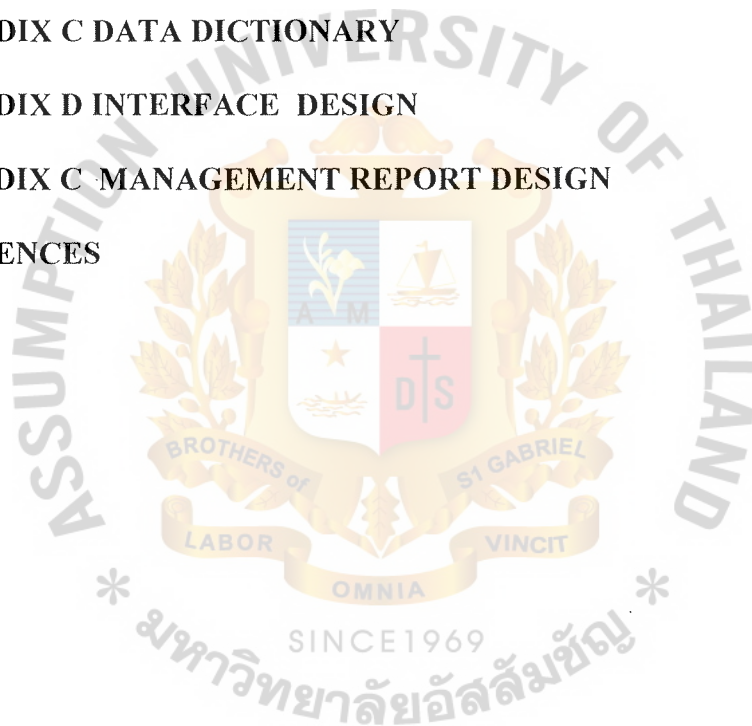 DIX C DATA DICTIONARY
DIX D INTERFACE DESIGN
DIX C MANAGEMENT REPORT DESIGN
ENCES
ASSUMPTION UNIVERSITY OF THAILAND
A M
D S
BROTHERS of
S1 GABRIEL
LABOR
VINCIT
OMNIA
* *
SINCE1969
มหาวิทยาลัยอัสสัมชัญ